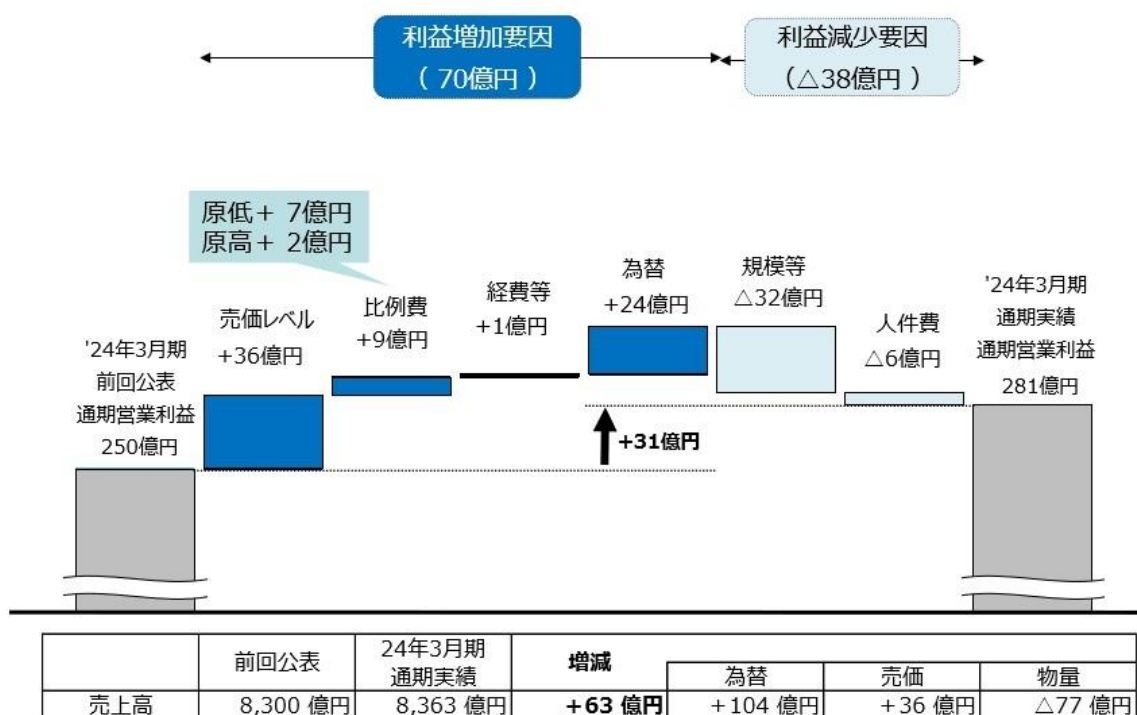 利益増加要因
( 70億円 )
利益減少要因
(△38億円 )
原低+ 7億円
原高+ 2億円
'24年3月期
前回公表
通期営業利益
250億円
売価レベル
+36億円
比例費
+9億円
経費等
+1億円
為替
+24億円
規模等
△32億円
人件費
△6億円
'24年3月期
通期実績
通期営業利益
281億円
+31億円
前回公表
24年3月期
通期実績
増減
為替
売価
物量
売上高 8,300 億円 8,363 億円 +63 億円 +104 億円 +36 億円 △77 億円